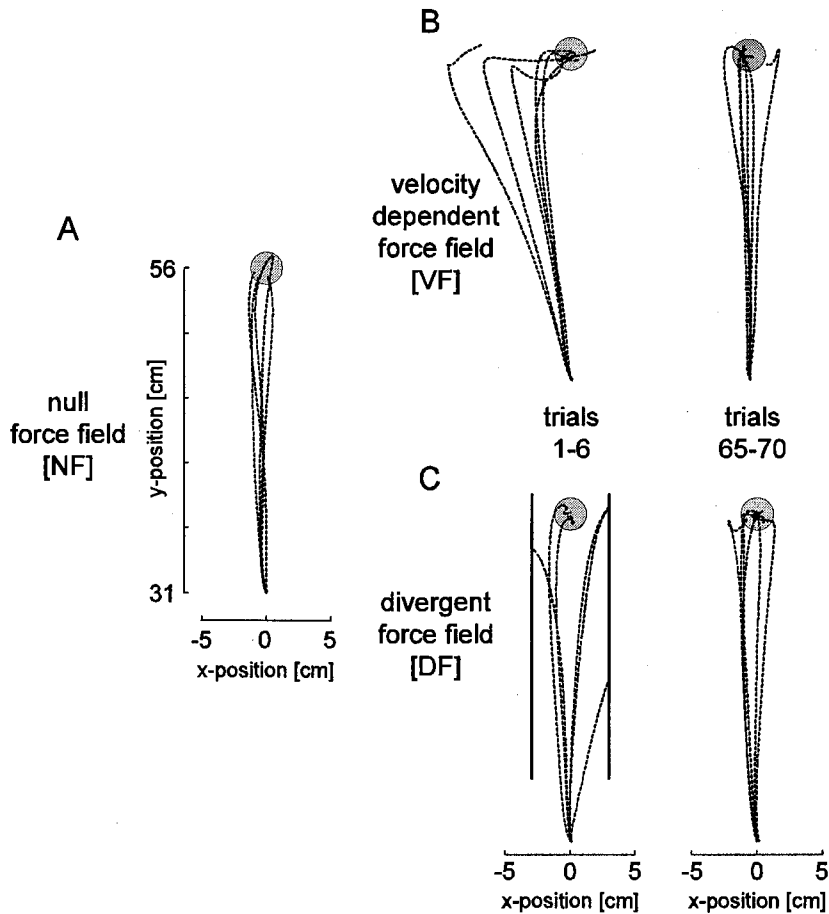 A
56
y-position [cm]
31
null
force field
[NF]
-5 0 5
x-position [cm]
B
velocity
dependent
force field
[VF]
trials
1-6
trials
65-70
C
divergent
force field
[DF]
-5 0 5
x-position [cm]
-5 0 5
x-position [cm]